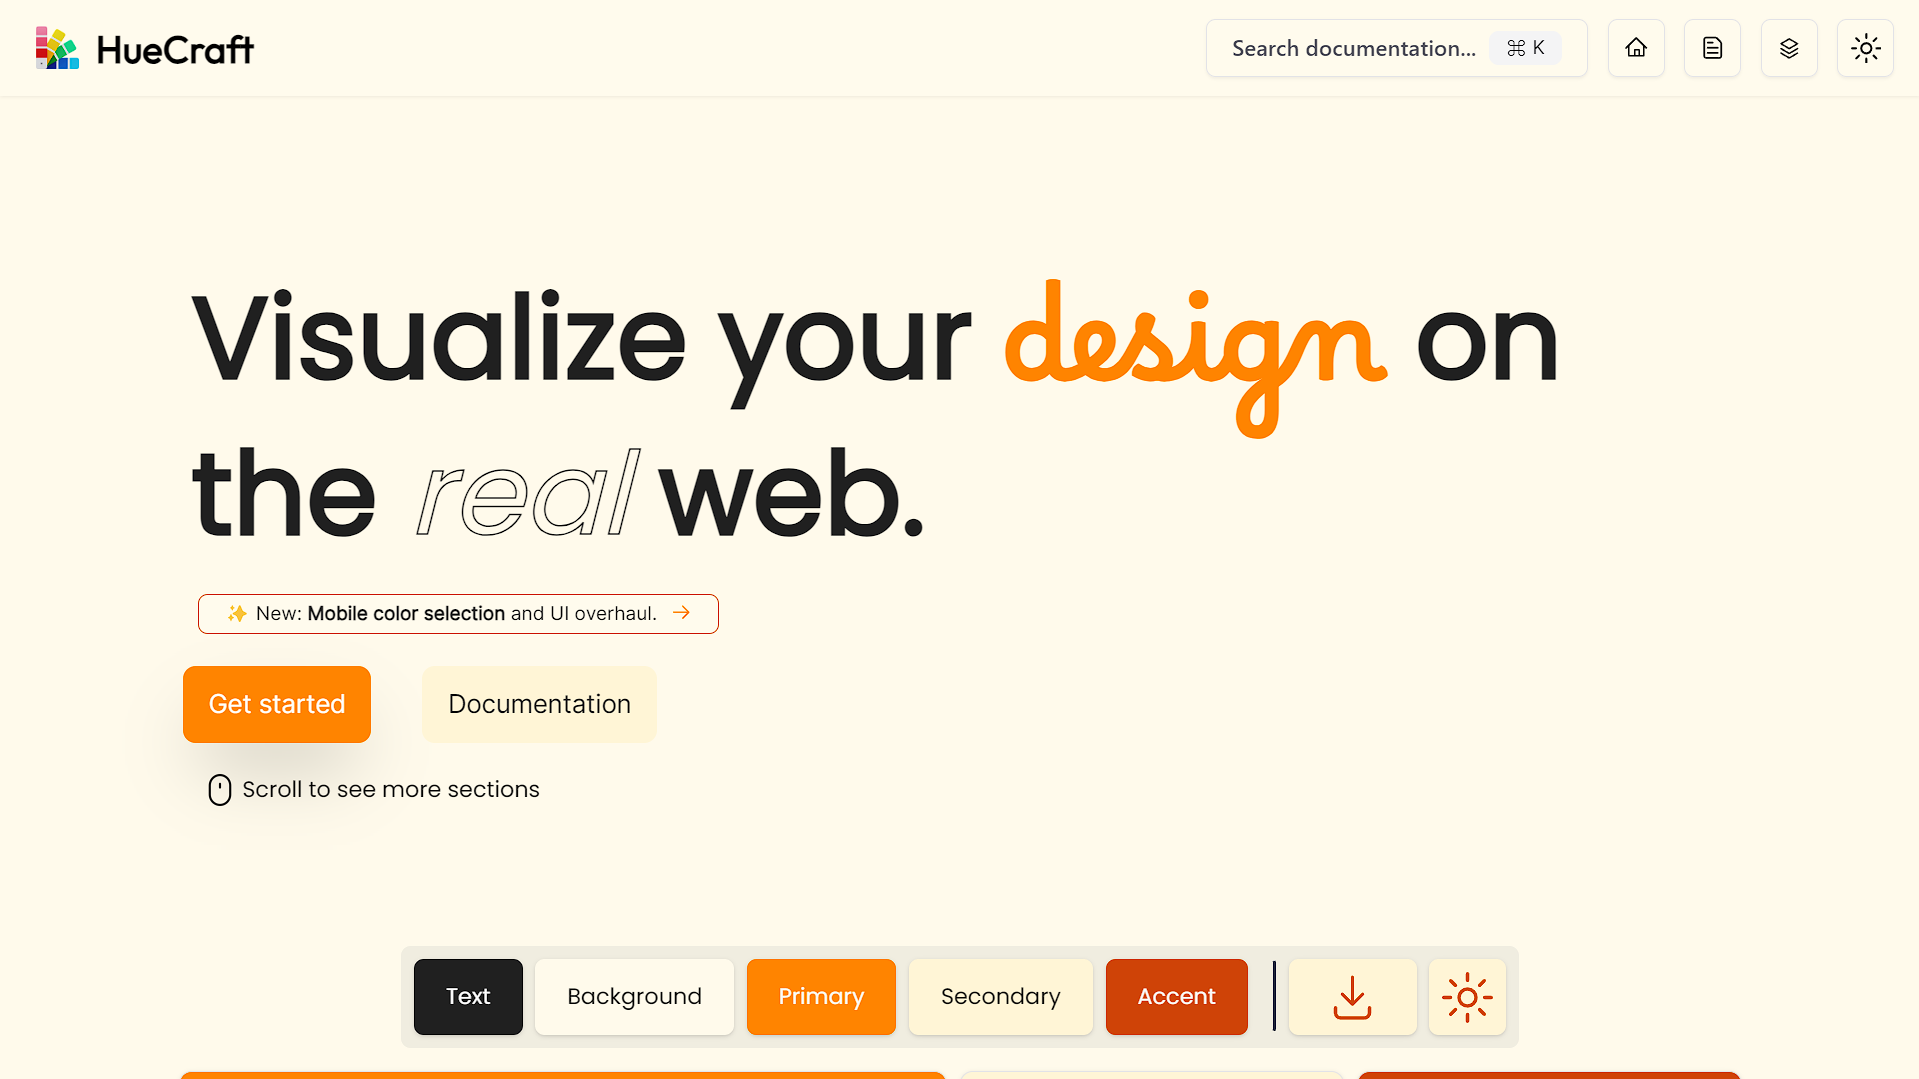 HueCraft
Search documentation... ⌘ K
Visualize your design on
the real web.
✨ New: Mobile color selection and UI overhaul. →
Get started
Documentation
Scroll to see more sections
Text
Background
Primary
Secondary
Accent